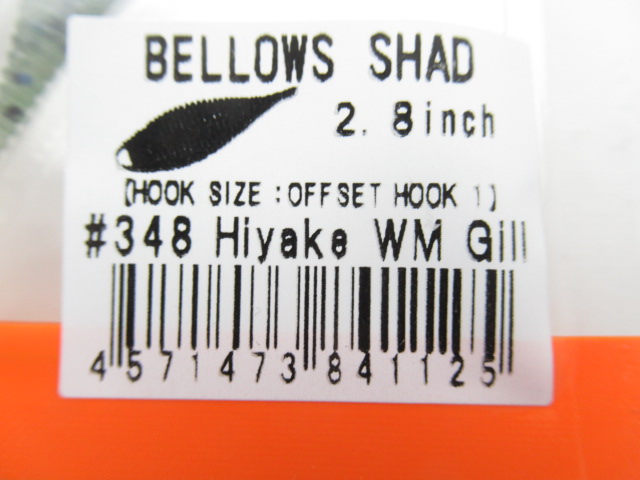 BELLOWS SHAD
2.8inch
[HOOK SIZE :OFFSET HOOK 1]
#348 Hiyake WM Gill
4571473841125